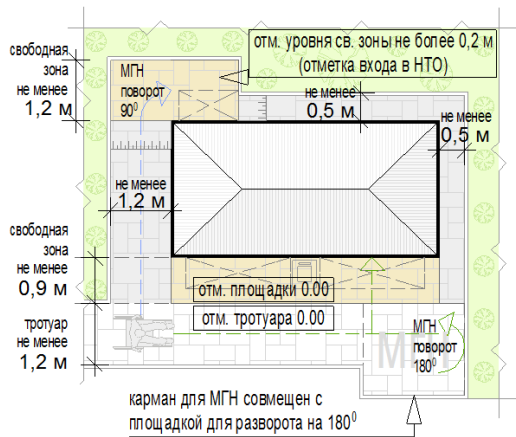 свободная
зона
не менее
1,2 м
МГН
поворот
90⁰
отм. уровня св. зоны не более 0,2 м
(отметка входа в НТО)
не менее
0,5 м
не менее
0,5 м
не менее
1,2 м
свободная
зона
не менее
0,9 м
отм. площадки 0.00
отм. тротуара 0.00
тротуар
не менее
1,2 м
МГН
МГН
поворот
180⁰
карман для МГН совмещен с
площадкой для разворота на 180⁰